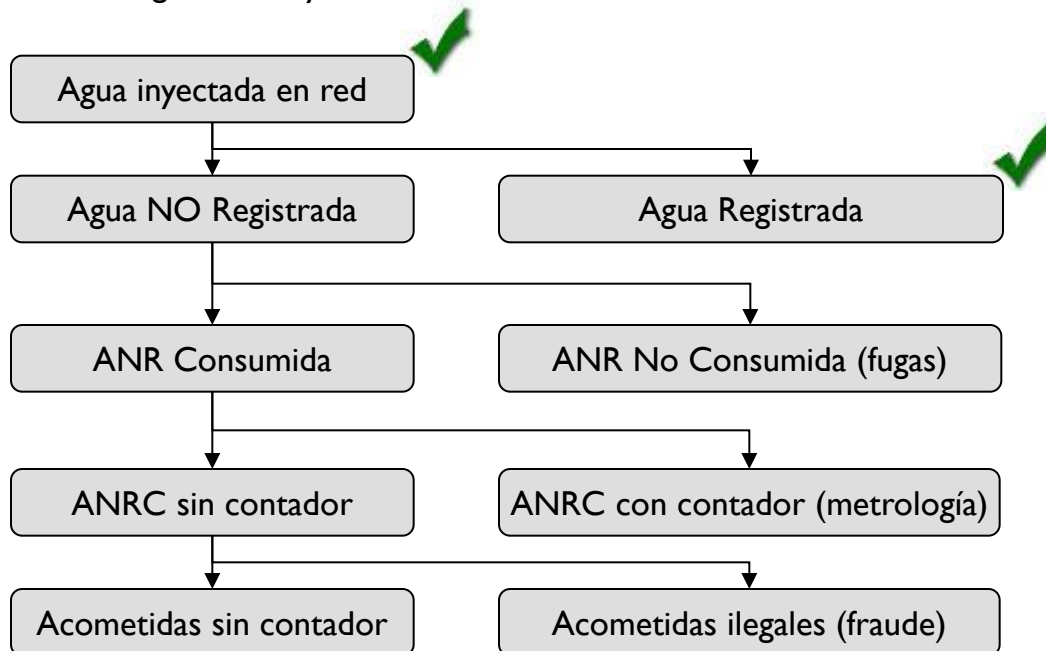 Agua inyectada en red
Agua NO Registrada
Agua Registrada
ANR Consumida
ANR No Consumida (fugas)
ANRC sin contador
ANRC con contador (metrología)
Acometidas sin contador
Acometidas ilegales (fraude)